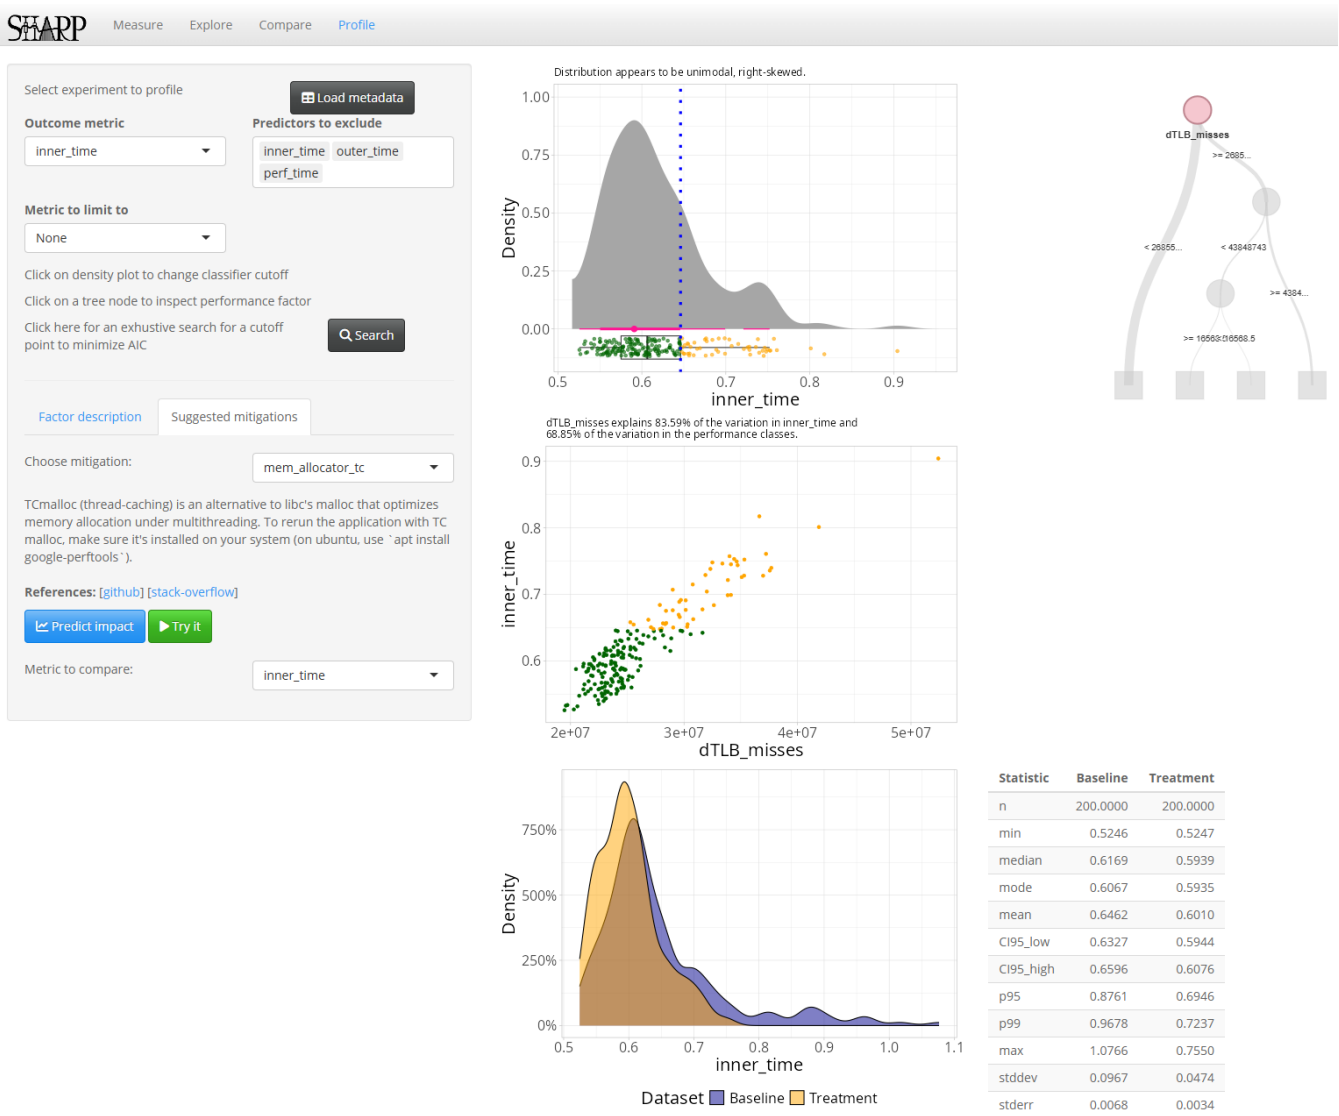 SHARP Measure Explore Compare Profile
Select experiment to profile
Load metadata
Outcome metric
inner_time
Predictors to exclude
inner_time outer_time
perf_time
Metric to limit to
None
Click on density plot to change classifier cutoff
Click on a tree node to inspect performance factor
Click here for an exhustive search for a cutoff
point to minimize AIC
Search
Factor description Suggested mitigations
Choose mitigation:
mem_allocator_tc
TCmalloc (thread-caching) is an alternative to libc's malloc that optimizes
memory allocation under multithreading. To rerun the application with TC
malloc, make sure it's installed on your system (on ubuntu, use `apt install
google-perftools`).
References: [github] [stack-overflow]
Predict impact Try it
Metric to compare:
inner_time
Distribution appears to be unimodal, right-skewed.
1.00
0.75
0.50
0.25
0.00
Density
0.5 0.6 0.7 0.8 0.9
inner_time
dTLB_misses explains 83.59% of the variation in inner_time and
68.85% of the variation in the performance classes.
0.9
0.8
0.7
0.6
inner_time
2e+07 3e+07 4e+07 5e+07
dTLB_misses
750%
500%
250%
0%
Density
0.5 0.6 0.7 0.8 0.9 1.0 1.1
inner_time
Dataset Baseline Treatment
dTLB_misses
>= 2685...
< 26855... < 43848743
>= 4384...
>= 16568.5
Statistic Baseline Treatment
n 200.0000 200.0000
min 0.5246 0.5247
median 0.6169 0.5939
mode 0.6067 0.5935
mean 0.6462 0.6010
CI95_low 0.6327 0.5944
CI95_high 0.6596 0.6076
p95 0.8761 0.6946
p99 0.9678 0.7237
max 1.0766 0.7550
stddev 0.0967 0.0474
stderr 0.0068 0.0034